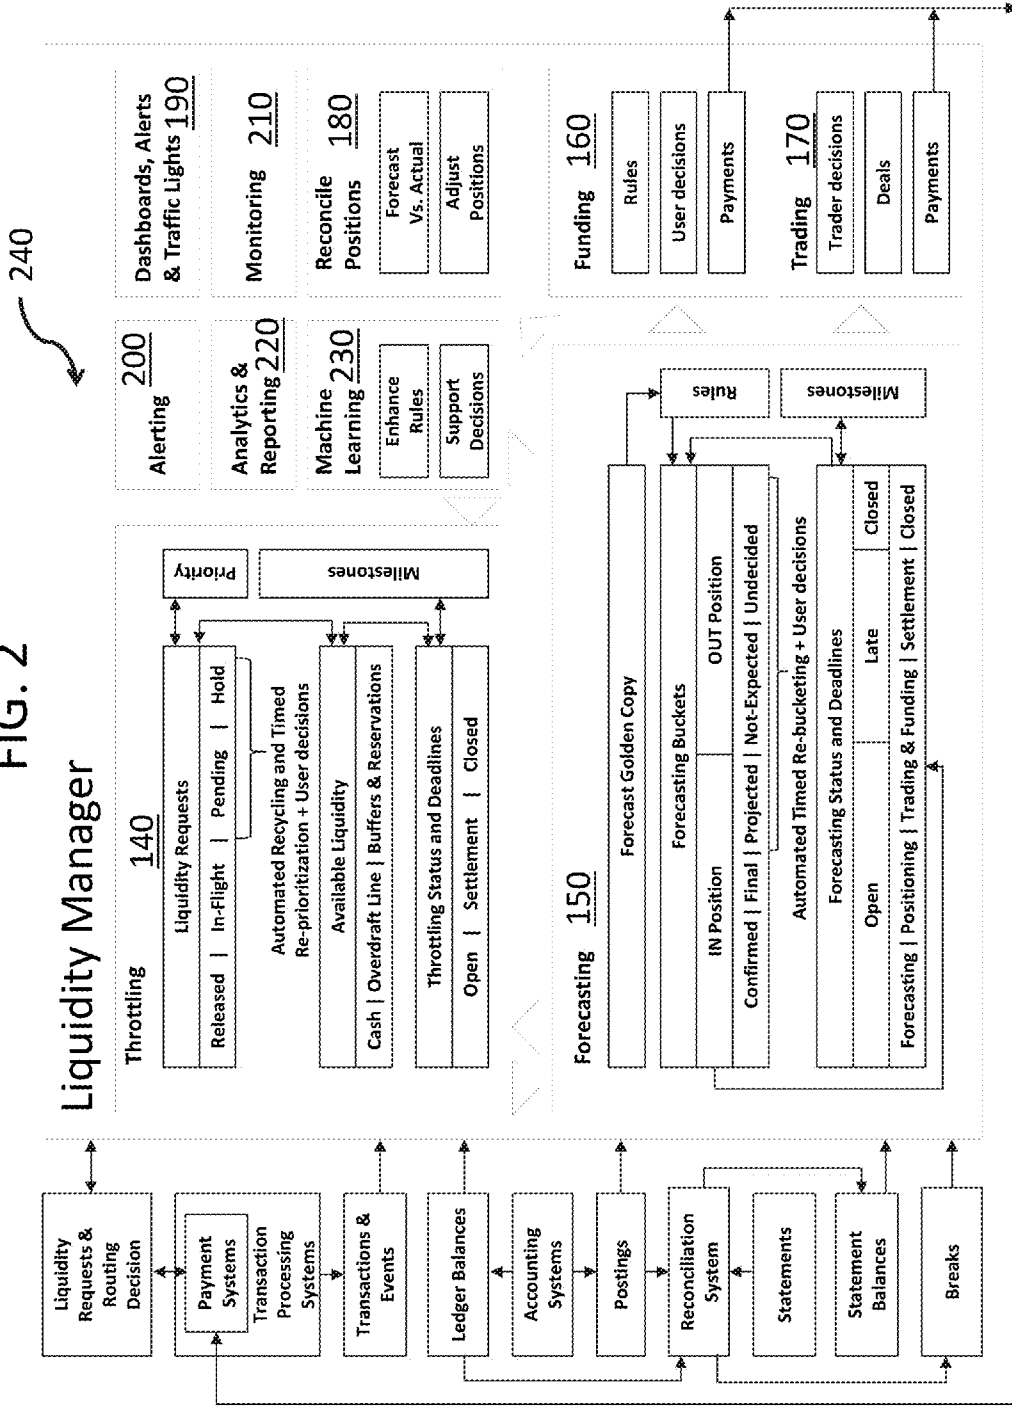 FIG. 2
240
Liquidity Manager
Liquidity
Requests &
Routing
Decision
Payment
Systems
Transaction
Processing
Systems
Transactions &
Events
Ledger Balances
Accounting
Systems
Postings
Reconciliation
System
Statements
Statement
Balances
Breaks
Throttling 140
Liquidity Requests
Released | In-Flight | Pending | Hold
Priority
Automated Recycling and Timed
Re-prioritization + User decisions
Available Liquidity
Cash | Overdraft Line | Buffers & Reservations
Milestones
Throttling Status and Deadlines
Open | Settlement | Closed
Alerting 200
Dashboards, Alerts
& Traffic Lights 190
Analytics &
Reporting 220
Monitoring 210
Machine
Learning 230
Enhance
Rules
Support
Decisions
Reconcile
Positions 180
Forecast
Vs. Actual
Adjust
Positions
Forecasting 150
Forecast Golden Copy
Forecasting Buckets
IN Position
OUT Position
Confirmed | Final | Projected | Not-Expected | Undecided
Rules
Automated Timed Re-bucketing + User decisions
Forecasting Status and Deadlines
Open
Late
Closed
Forecasting | Positioning | Trading & Funding | Settlement | Closed
Milestones
Funding 160
Rules
User decisions
Payments
Trading 170
Trader decisions
Deals
Payments